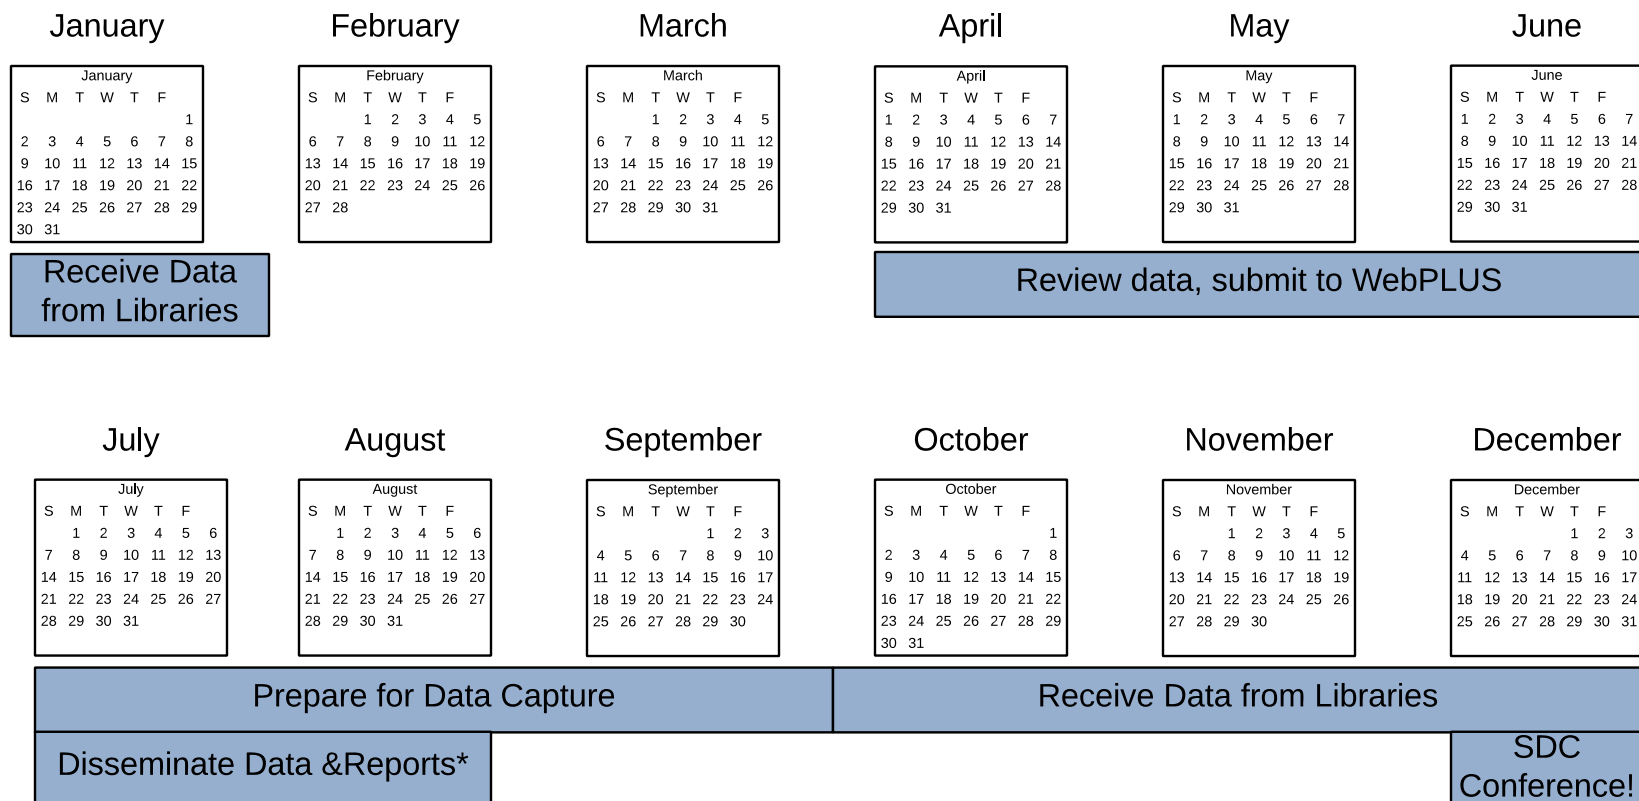 January February March April May June
January February March April May June
S M T W T F S M T W T F S M T W T F S M T W T F S M T W T F S M T W T F
1 1 2 3 4 5 1 2 3 4 5 1 2 3 4 5 6 7 1 2 3 4 5 6 7 1 2 3 4 5 6 7
2 3 4 5 6 7 8 6 7 8 9 10 11 12 6 7 8 9 10 11 12 8 9 10 11 12 13 14 8 9 10 11 12 13 14 8 9 10 11 12 13 14
9 10 11 12 13 14 15 13 14 15 16 17 18 19 13 14 15 16 17 18 19 15 16 17 18 19 20 21 15 16 17 18 19 20 21 15 16 17 18 19 20 21
16 17 18 19 20 21 22 20 21 22 23 24 25 26 20 21 22 23 24 25 26 22 23 24 25 26 27 28 22 23 24 25 26 27 28 22 23 24 25 26 27 28
23 24 25 26 27 28 29 27 28 27 28 29 30 31 29 30 31 29 30 31 29 30 31
30 31
Receive Data
from Libraries
Review data, submit to WebPLUS
July August September October November December
July August September October November December
S M T W T F S M T W T F S M T W T F S M T W T F S M T W T F S M T W T F
1 2 3 4 5 6 1 2 3 4 5 6 1 2 3 1 1 2 3 4 5 1 2 3
7 8 9 10 11 12 13 7 8 9 10 11 12 13 4 5 6 7 8 9 10 2 3 4 5 6 7 8 6 7 8 9 10 11 12 4 5 6 7 8 9 10
14 15 16 17 18 19 20 14 15 16 17 18 19 20 11 12 13 14 15 16 17 9 10 11 12 13 14 15 13 14 15 16 17 18 19 11 12 13 14 15 16 17
21 22 23 24 25 26 27 21 22 23 24 25 26 27 18 19 20 21 22 23 24 16 17 18 19 20 21 22 20 21 22 23 24 25 26 18 19 20 21 22 23 24
28 29 30 31 28 29 30 31 25 26 27 28 29 30 23 24 25 26 27 28 29 27 28 29 30 25 26 27 28 29 30 31
30 31
Prepare for Data Capture
Receive Data from Libraries
Disseminate Data &Reports*
SDC
Conference!